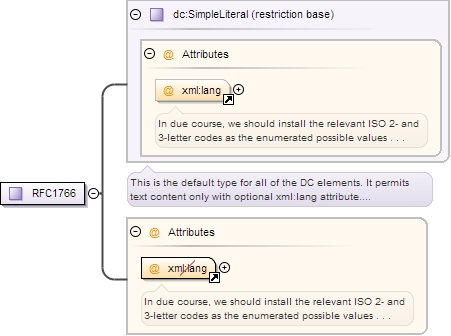 dc:SimpleLiteral (restriction base)
@ Attributes
@ xml:lang
In due course, we should install the relevant ISO 2- and
3-letter codes as the enumerated possible values . . .
RFC1766
This is the default type for all of the DC elements. It permits
text content only with optional xml:lang attribute....
@ Attributes
@ xml:lang
In due course, we should install the relevant ISO 2- and
3-letter codes as the enumerated possible values . . .